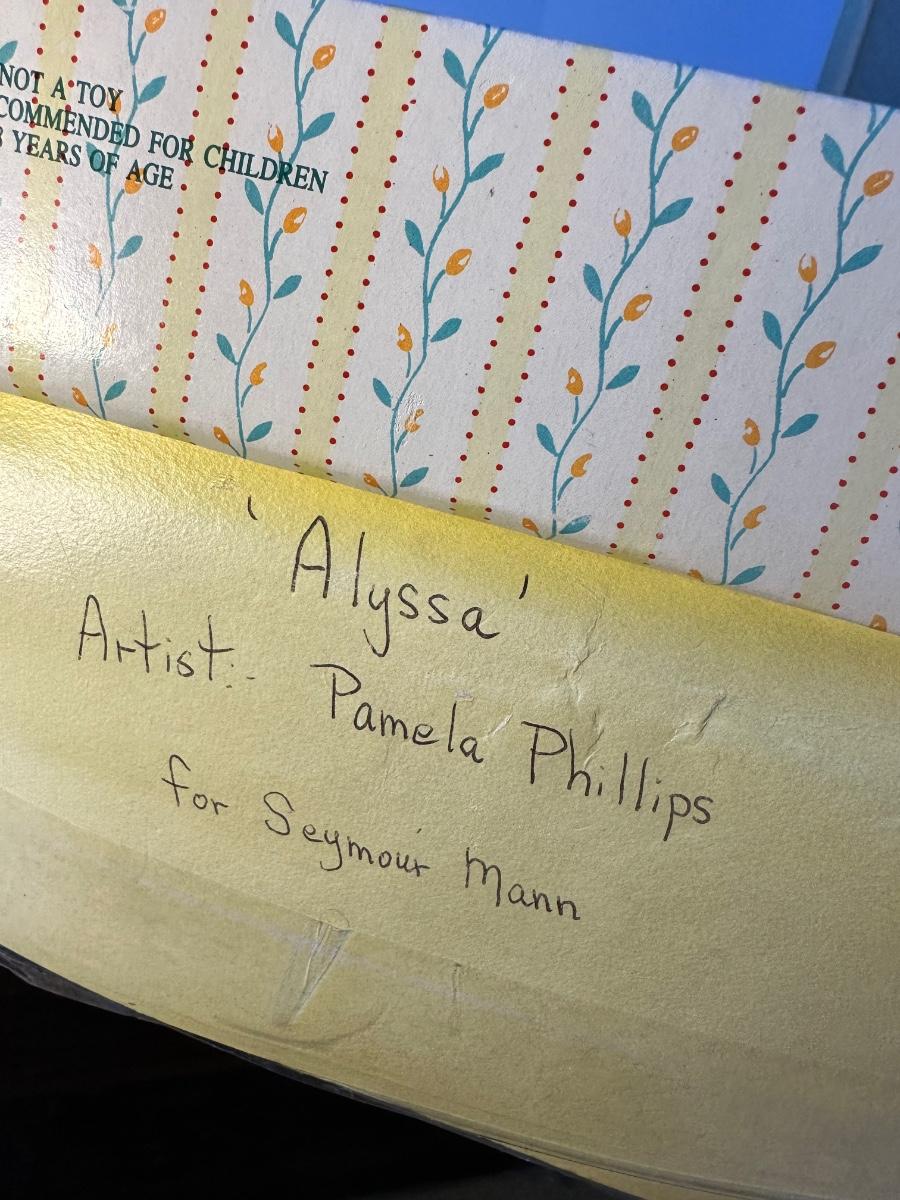 NOT A TOY
COMMENDED FOR CHILDREN
YEARS OF AGE
'Alyssa'
Artist: Pamela Phillips
for Seymour Mann